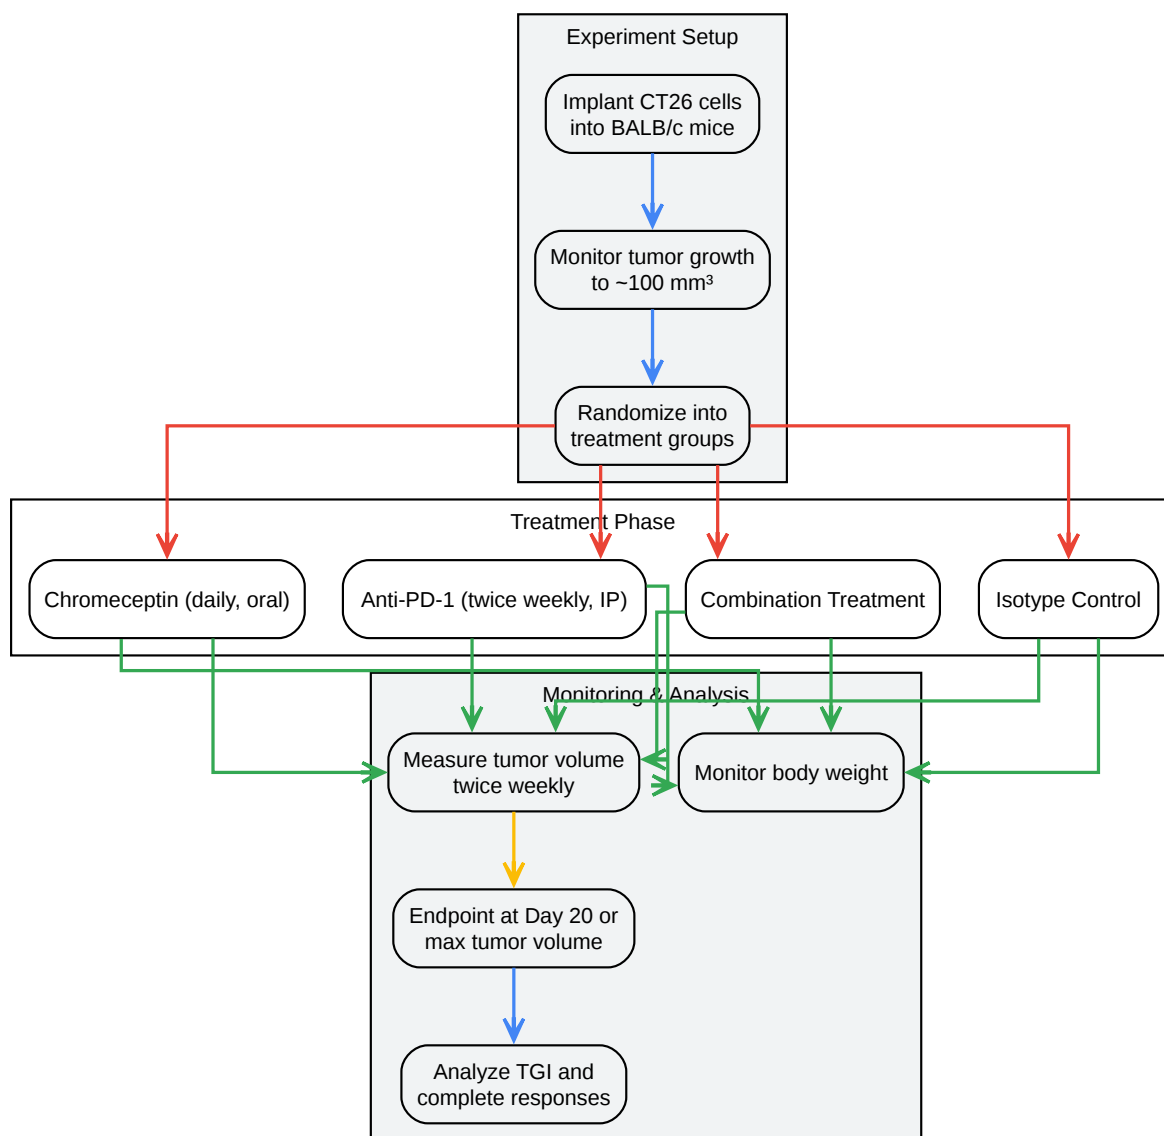 Experiment Setup
Implant CT26 cells
into BALB/c mice
Monitor tumor growth
to ~100 mm³
Randomize into
treatment groups
Treatment Phase
Chromeceptin (daily, oral)
Anti-PD-1 (twice weekly, IP)
Combination Treatment
Isotype Control
Monitoring & Analysis
Measure tumor volume
twice weekly
Monitor body weight
Endpoint at Day 20 or
max tumor volume
Analyze TGI and
complete responses